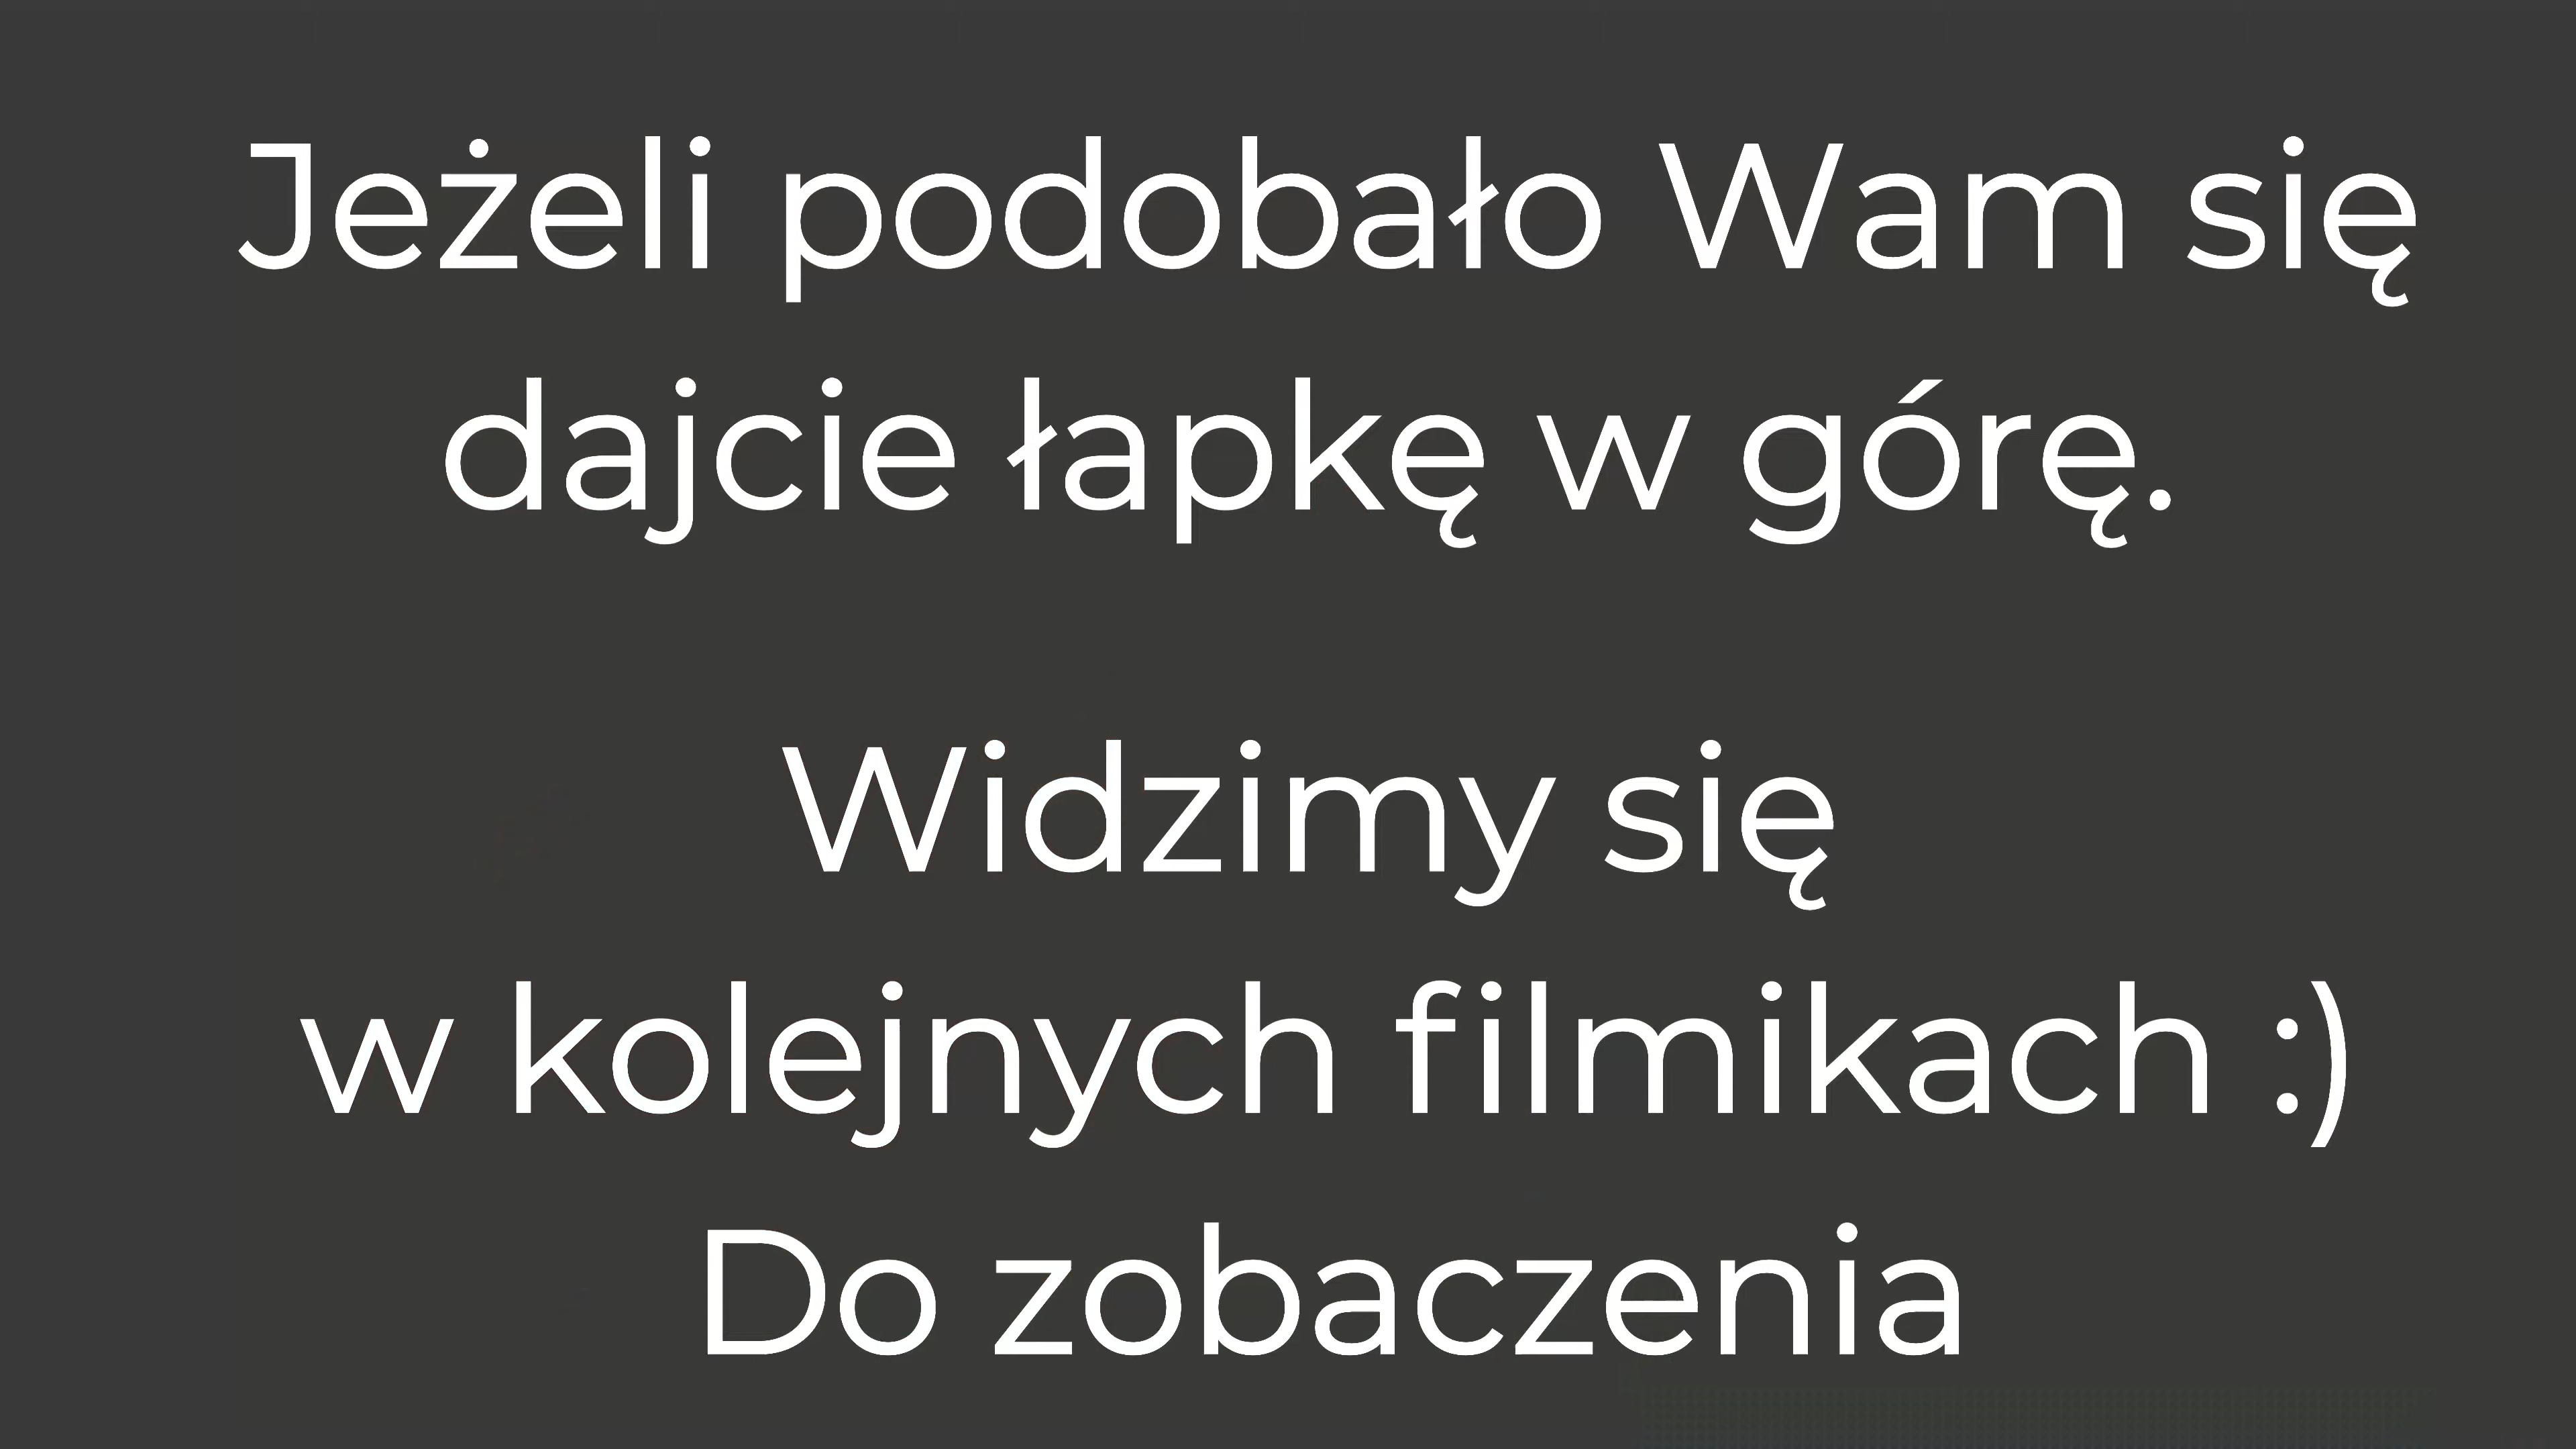 Jeżeli podobało Wam się
dajcie łapkę w górę.
Widzimy się
w kolejnych filmikach :)
Do zobaczenia